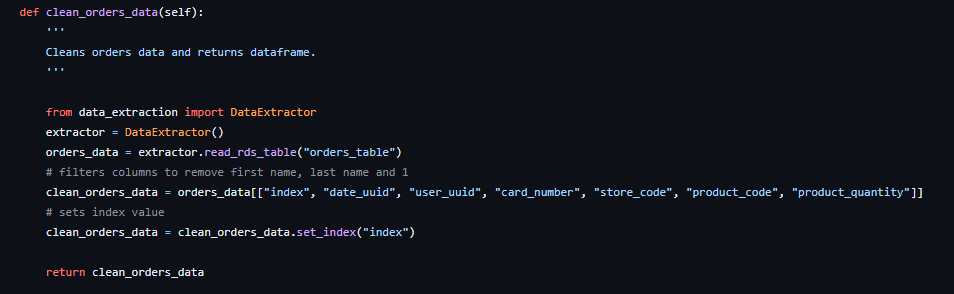 def clean_orders_data(self):
'''
Cleans orders data and returns dataframe.
'''
from data_extraction import DataExtractor
extractor = DataExtractor()
orders_data = extractor.read_rds_table("orders_table")
# filters columns to remove first name, last name and 1
clean_orders_data = orders_data[["index", "date_uuid", "user_uuid", "card_number", "store_code", "product_code", "product_quantity"]]
# sets index value
clean_orders_data = clean_orders_data.set_index("index")
return clean_orders_data